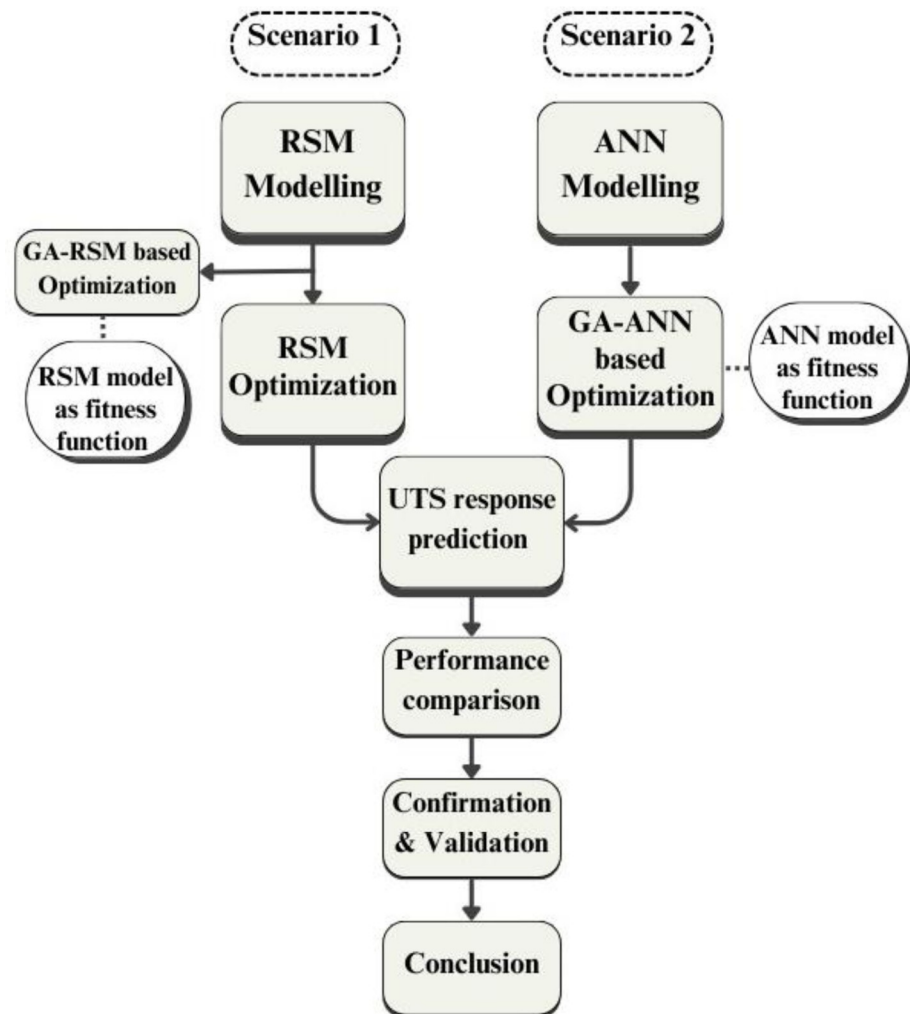 Scenario 1
Scenario 2
RSM
Modelling
ANN
Modelling
GA-RSM based
Optimization
RSM model
as fitness
function
RSM
Optimization
GA-ANN
based
Optimization
ANN model
as fitness
function
UTS response
prediction
Performance
comparison
Confirmation
& Validation
Conclusion